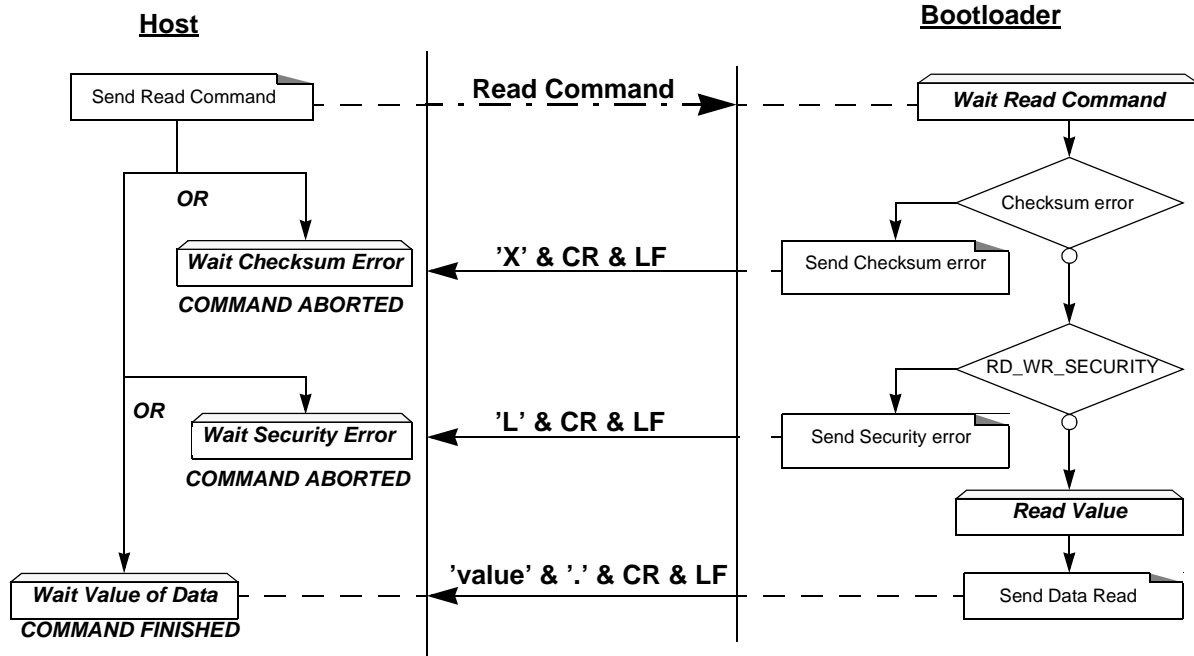 Host
Bootloader
Send Read Command
Read Command
Wait Read Command
OR
Checksum error
Wait Checksum Error
’X’ & CR & LF
Send Checksum error
COMMAND ABORTED
RD_WR_SECURITY
OR
Wait Security Error
’L’ & CR & LF
Send Security error
COMMAND ABORTED
Read Value
'value' & '.' & CR & LF
Wait Value of Data
Send Data Read
COMMAND FINISHED